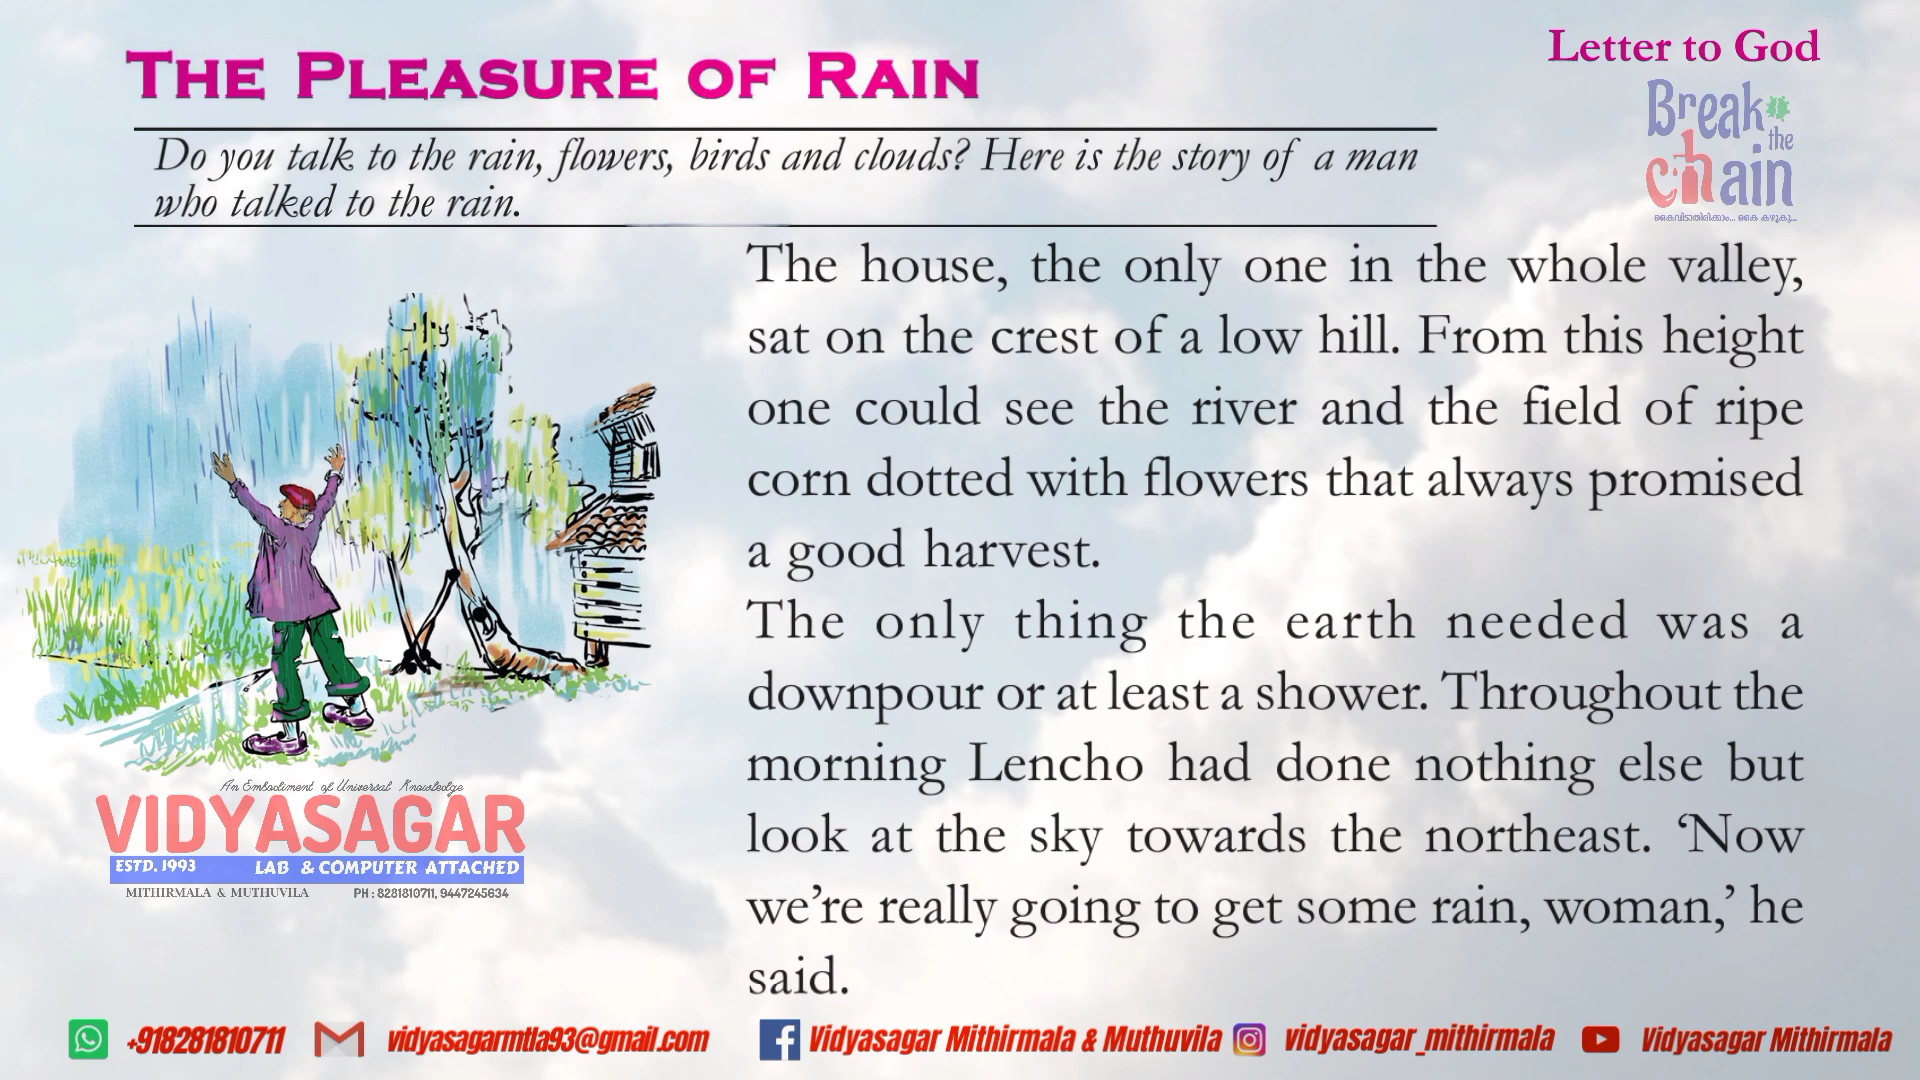 THE PLEASURE OF RAIN
Letter to God
Break
the
chain
കൈവിടാതിരിക്കാം... കൈ കഴുകൂ...
Do you talk to the rain, flowers, birds and clouds? Here is the story of a man
who talked to the rain.
The house, the only one in the whole valley,
sat on the crest of a low hill. From this height
one could see the river and the field of ripe
corn dotted with flowers that always promised
a good harvest.
The only thing the earth needed was a
downpour or at least a shower. Throughout the
morning Lencho had done nothing else but
look at the sky towards the northeast. ‘Now
we’re really going to get some rain, woman,’ he
said.
An Embodiment of Universal Knowledge
VIDYASAGAR
ESTD. 1993 LAB & COMPUTER ATTACHED
MITHIRMALA & MUTHUVILA PH : 8281810711, 9447245634
+918281810711 vidyasagarmtla93@gmail.com Vidyasagar Mithirmala & Muthuvila vidyasagar_mithirmala Vidyasagar Mithirmala